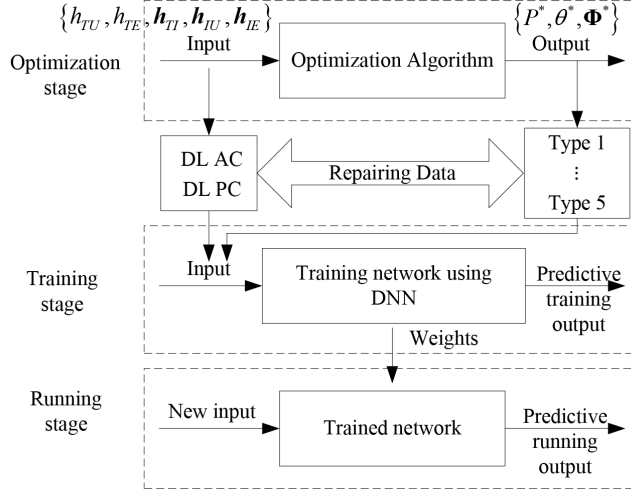 {h_TU, h_TE, h_TI, h_IU, h_IE}
{P*, θ*, Φ*}
Optimization stage
Input
Optimization Algorithm
Output
DL AC
DL PC
Repairing Data
Type 1
⋮
Type 5
Training stage
Input
Training network using
DNN
Predictive
training
output
Weights
Running stage
New input
Trained network
Predictive
running
output